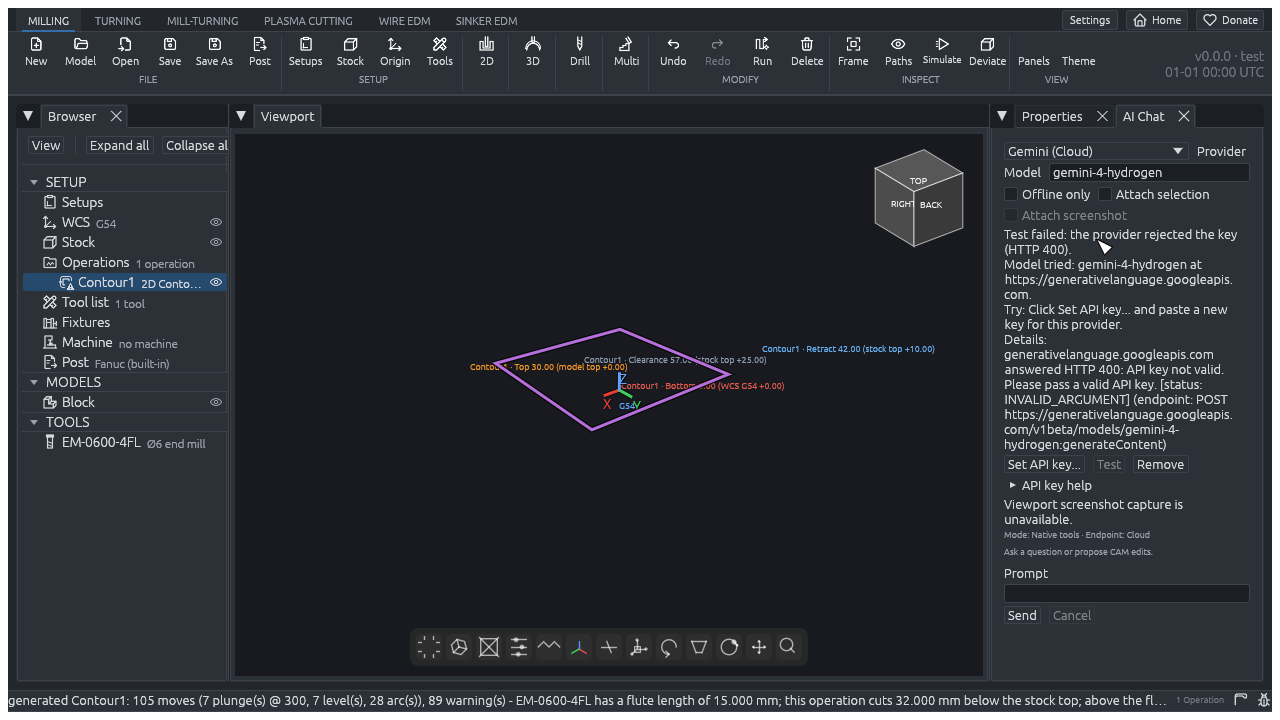 MILLING TURNING MILL-TURNING PLASMA CUTTING WIRE EDM SINKER EDM Settings Home Donate
New Model Open Save Save As Post Setups Stock Origin Tools 2D 3D Drill Multi Undo Redo Run Delete Frame Paths Simulate Deviate Panels Theme
FILE SETUP MODIFY INSPECT VIEW
v0.0.0 · test
01-01 00:00 UTC
Browser
View Expand all Collapse al
SETUP
Setups
WCS G54
Stock
Operations 1 operation
Contour1 2D Conto...
Tool list 1 tool
Fixtures
Machine no machine
Post Fanuc (built-in)
MODELS
Block
TOOLS
EM-0600-4FL Ø6 end mill
Viewport
TOP
RIGHT BACK
Contour1 · Retract 42.00 (stock top +10.00)
Contour1 · Clearance 57.00 (stock top +25.00)
Contour1 · Top 30.00 (model top +0.00)
Contour1 · Bottom (WCS G54 +0.00)
Z
X G54 Y
Properties AI Chat
Gemini (Cloud) Provider
Model gemini-4-hydrogen
Offline only Attach selection
Attach screenshot
Test failed: the provider rejected the key
(HTTP 400).
Model tried: gemini-4-hydrogen at
https://generativelanguage.googleapis.
com.
Try: Click Set API key... and paste a new
key for this provider.
Details:
generativelanguage.googleapis.com
answered HTTP 400: API key not valid.
Please pass a valid API key. [status:
INVALID_ARGUMENT] (endpoint: POST
https://generativelanguage.googleapis.
com/v1beta/models/gemini-4-
hydrogen:generateContent)
Set API key... Test Remove
API key help
Viewport screenshot capture is
unavailable.
Mode: Native tools · Endpoint: Cloud
Ask a question or propose CAM edits.
Prompt
Send Cancel
generated Contour1: 105 moves (7 plunge(s) @ 300, 7 level(s), 28 arc(s)), 89 warning(s) - EM-0600-4FL has a flute length of 15.000 mm; this operation cuts 32.000 mm below the stock top; above the fl... 1 Operation